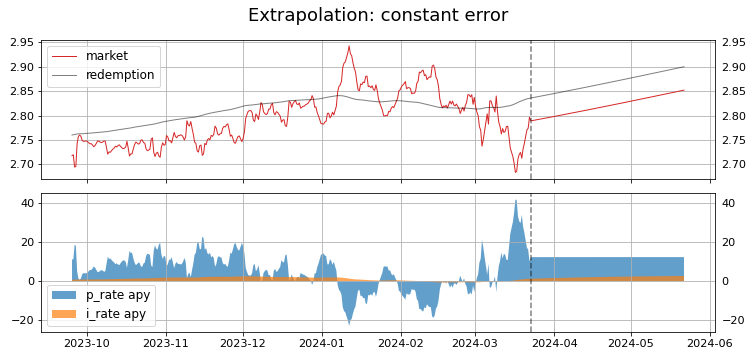 Extrapolation: constant error
2.95 2.95
market
redemption
2.90 2.90
2.85 2.85
2.80 2.80
2.75 2.75
2.70 2.70
40 40
20 20
0 0
p_rate apy
i_rate apy
−20 −20
2023-10 2023-11 2023-12 2024-01 2024-02 2024-03 2024-04 2024-05 2024-06